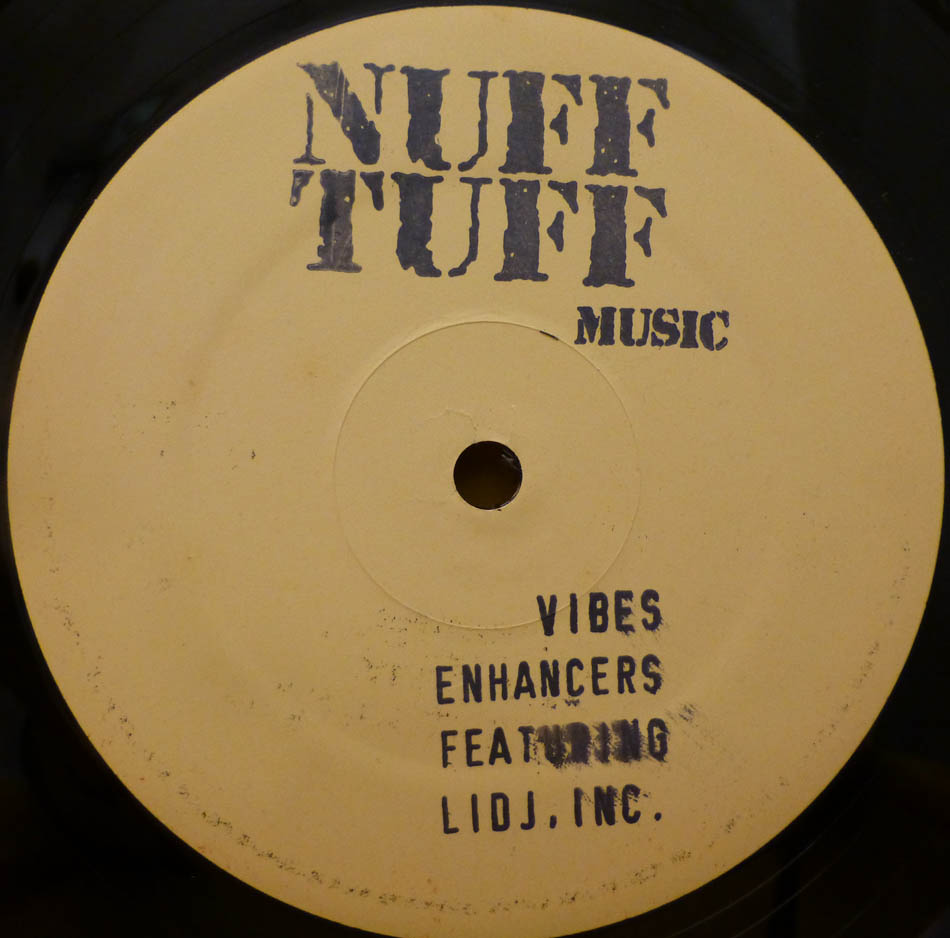 NUFF
TUFF
MUSIC
VIBES
ENHANCERS
FEATURING
LIDJ, INC.